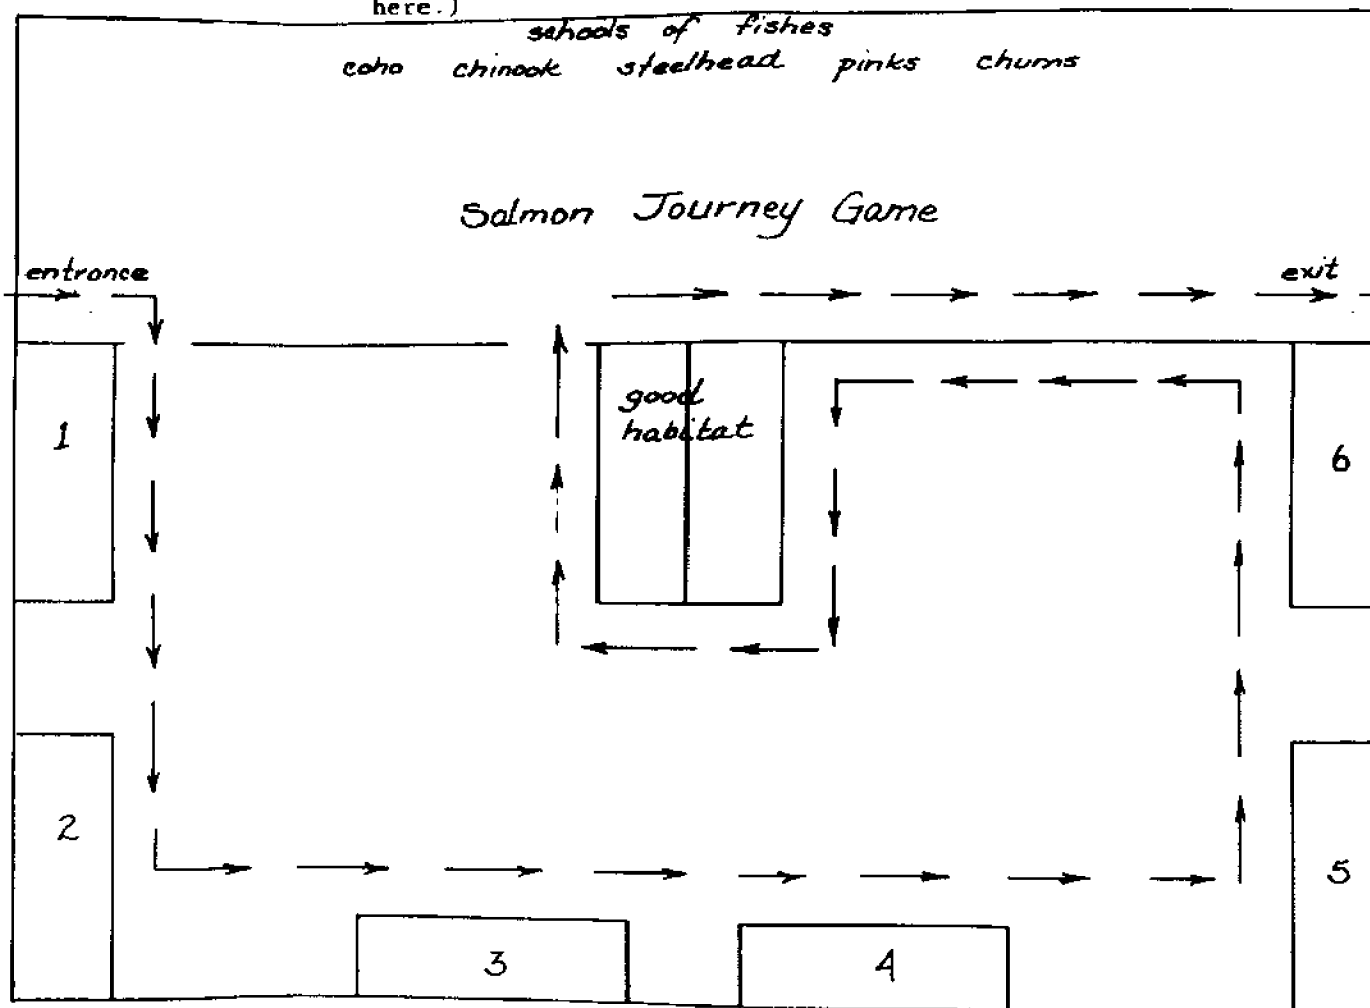 here.)
schools of fishes
coho chinook steelhead pinks chums
Salmon Journey Game
entrance
exit
good
habitat
1
6
2
5
3
4